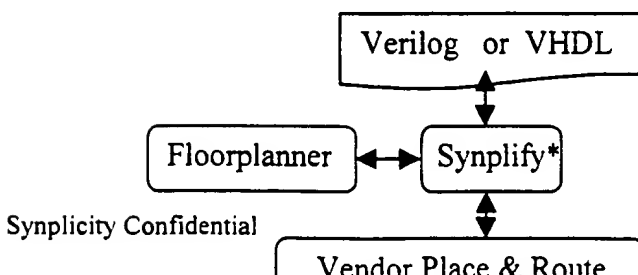 Verilog or VHDL
Floorplanner
Synplify*
Synplicity Confidential
Vendor Place & Route